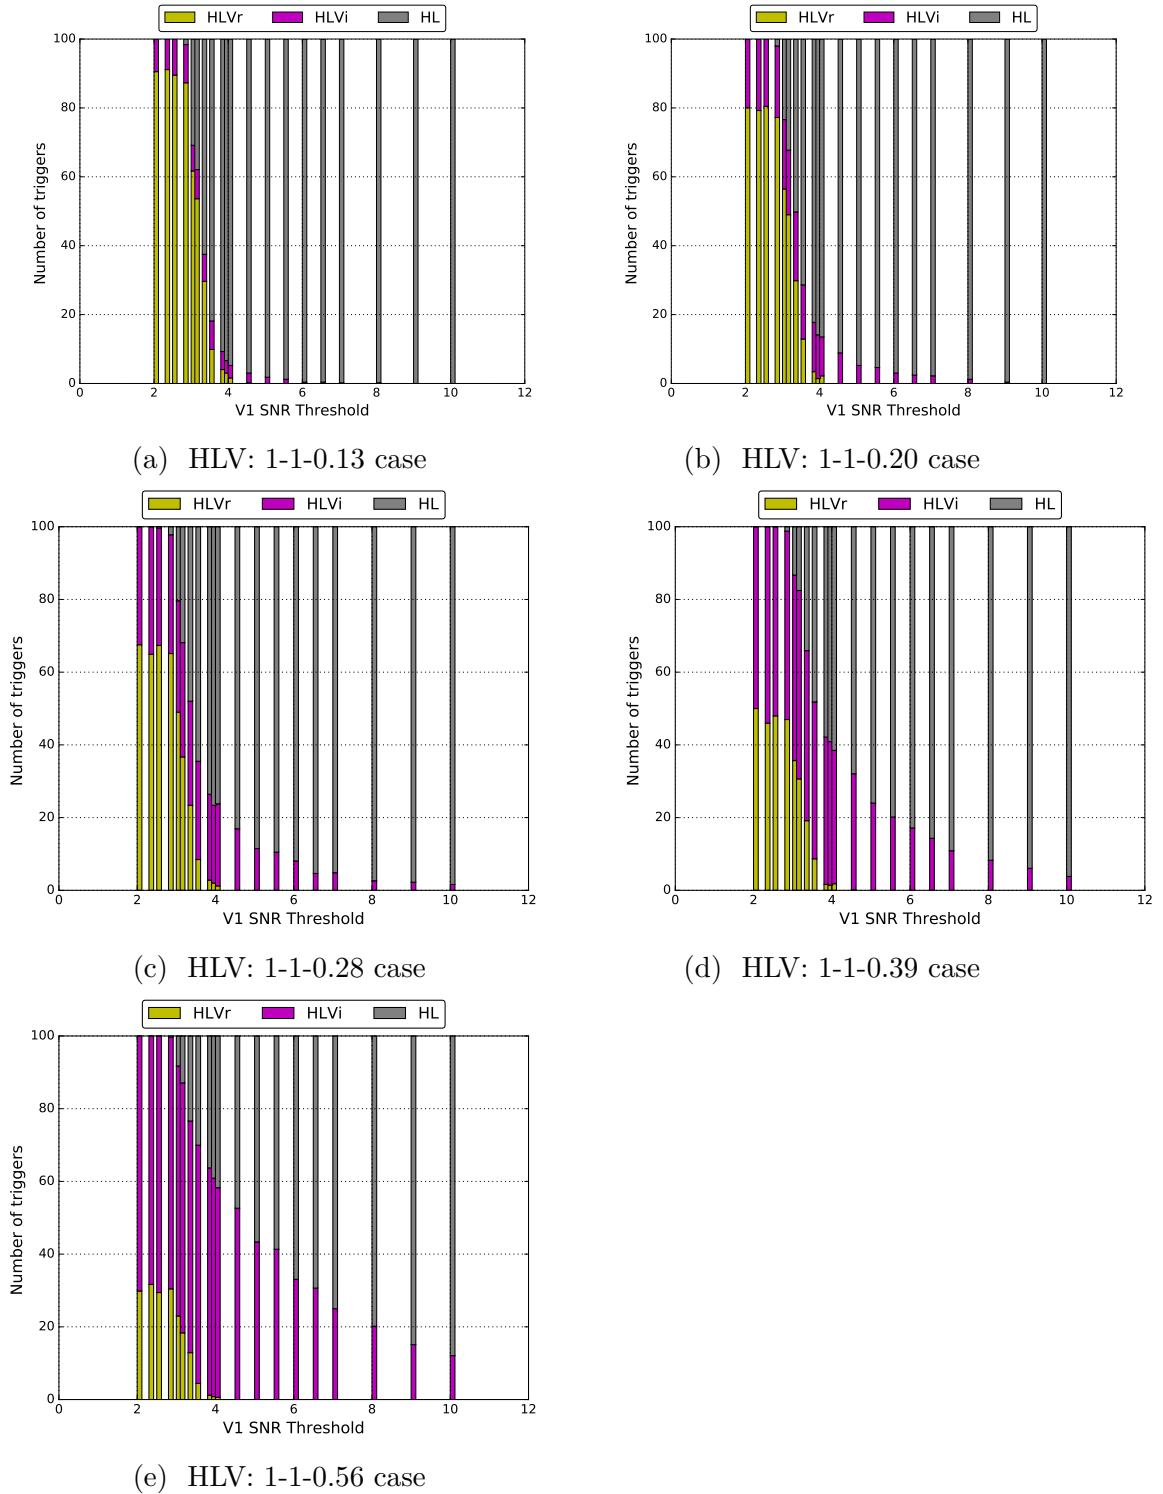 HLVr HLVi HL
100
80
60
40
20
0
0 2 4 6 8 10 12
Number of triggers
V1 SNR Threshold
(a) HLV: 1-1-0.13 case
HLVr HLVi HL
100
80
60
40
20
0
0 2 4 6 8 10 12
Number of triggers
V1 SNR Threshold
(b) HLV: 1-1-0.20 case
HLVr HLVi HL
100
80
60
40
20
0
0 2 4 6 8 10 12
Number of triggers
V1 SNR Threshold
(c) HLV: 1-1-0.28 case
HLVr HLVi HL
100
80
60
40
20
0
0 2 4 6 8 10 12
Number of triggers
V1 SNR Threshold
(d) HLV: 1-1-0.39 case
HLVr HLVi HL
100
80
60
40
20
0
0 2 4 6 8 10 12
Number of triggers
V1 SNR Threshold
(e) HLV: 1-1-0.56 case